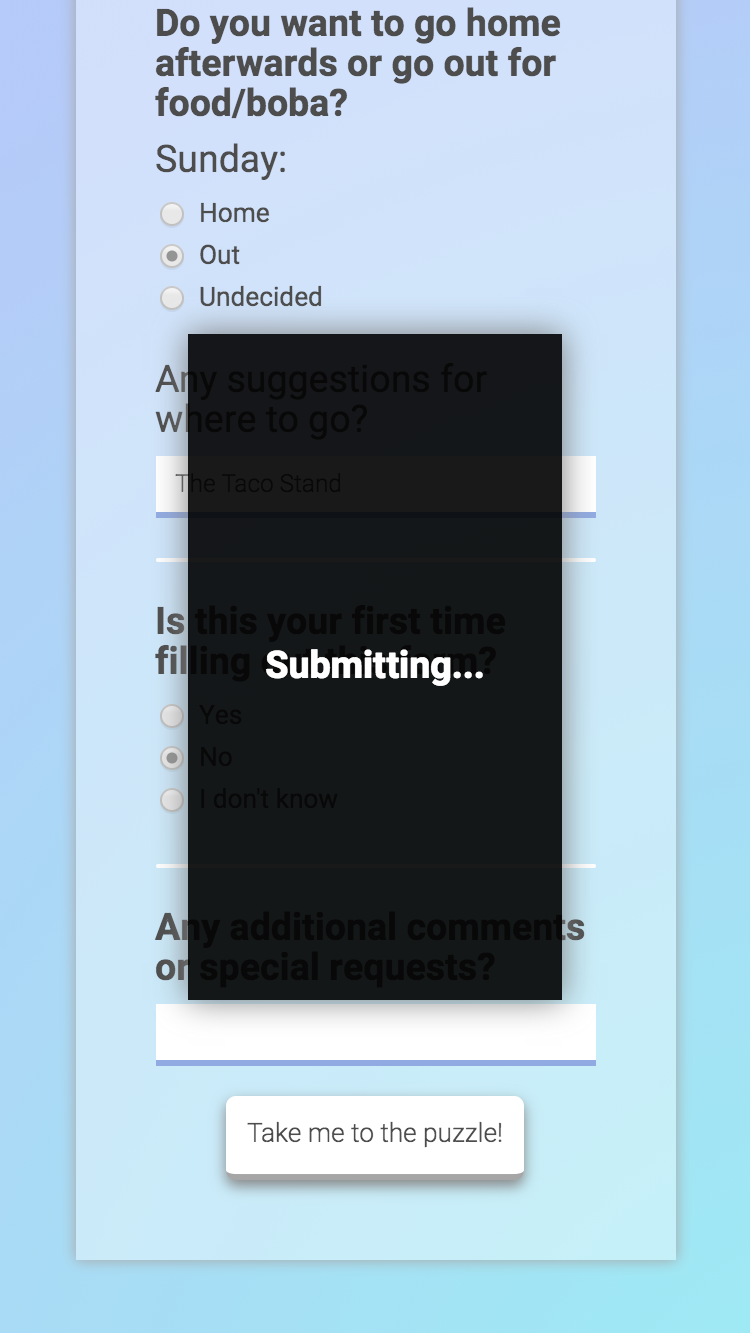 Do you want to go home
afterwards or go out for
food/boba?
Sunday:
Home
Out
Undecided
Any suggestions for
where to go?
The Taco Stand
Is this your first time
filling out this form?
Submitting...
Yes
No
I don't know
Any additional comments
or special requests?
Take me to the puzzle!